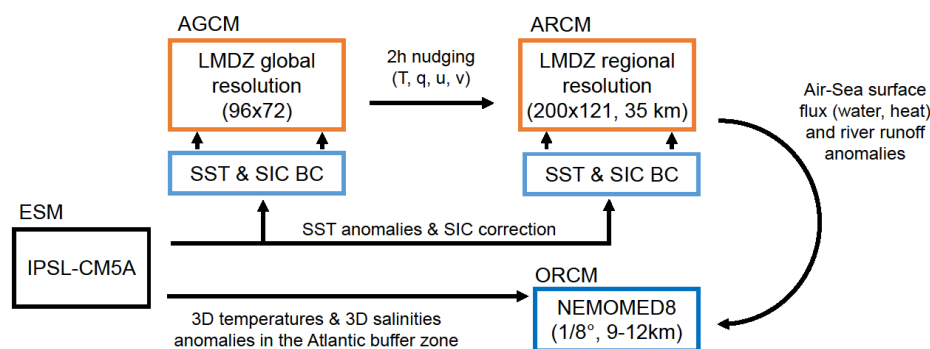 AGCM
LMDZ global
resolution
(96x72)
2h nudging
(T, q, u, v)
ARCM
LMDZ regional
resolution
(200x121, 35 km)
Air-Sea surface
flux (water, heat)
and river runoff
anomalies
SST & SIC BC
SST & SIC BC
ESM
IPSL-CM5A
SST anomalies & SIC correction
ORCM
NEMOMED8
(1/8°, 9-12km)
3D temperatures & 3D salinities
anomalies in the Atlantic buffer zone